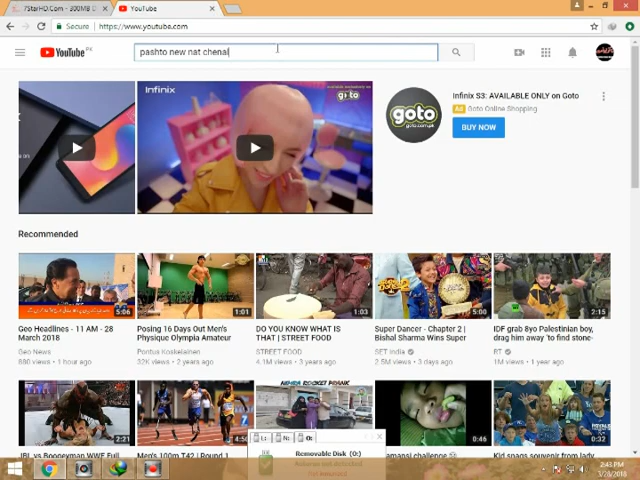 7StarHD.Com - 300MB D
YouTube
Secure
https://www.youtube.com
YouTube PK
pashto new nat chenal
Infinix
goto
goto
Infinix S3: AVAILABLE ONLY on Goto
Ad Goto Online Shopping
BUY NOW
Recommended
5:06
1:01
1:03
5:00
2:15
Geo Headlines - 11 AM - 28 March 2018
Geo News
880 views • 1 hour ago
Posing 16 Days Out Men's Physique Olympia Amateur
Pontus Koskelainen
32K views • 2 years ago
DO YOU KNOW WHAT IS THAT | STREET FOOD
STREET FOOD
4.1M views • 3 years ago
Super Dancer - Chapter 2 | Bishal Sharma Wins Super
SET India
2.5M views • 3 days ago
IDF grab 8yo Palestinian boy, drag him away 'to find stone-
RT
1M views • 1 year ago
2:21
1:45
0:46
0:32
JBL vs Boogeyman WWE Full
Men's 100m T42 | Round 1
Removable Disk (O:)
iamshai challenge
Kid snags souvenir from lady
2:43 PM
3/28/2018